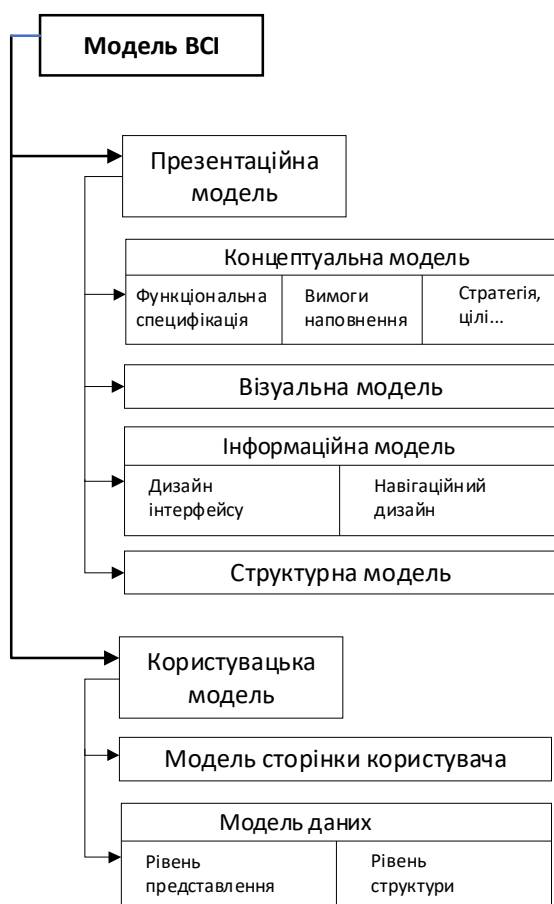 Модель ВСІ
Презентаційна
модель
Концептуальна модель
Функціональна
специфікація
Вимоги
наповнення
Стратегія,
цілі...
Візуальна модель
Інформаційна модель
Дизайн
інтерфейсу
Навігаційний
дизайн
Структурна модель
Користувацька
модель
Модель сторінки користувача
Модель даних
Рівень
представлення
Рівень
структури